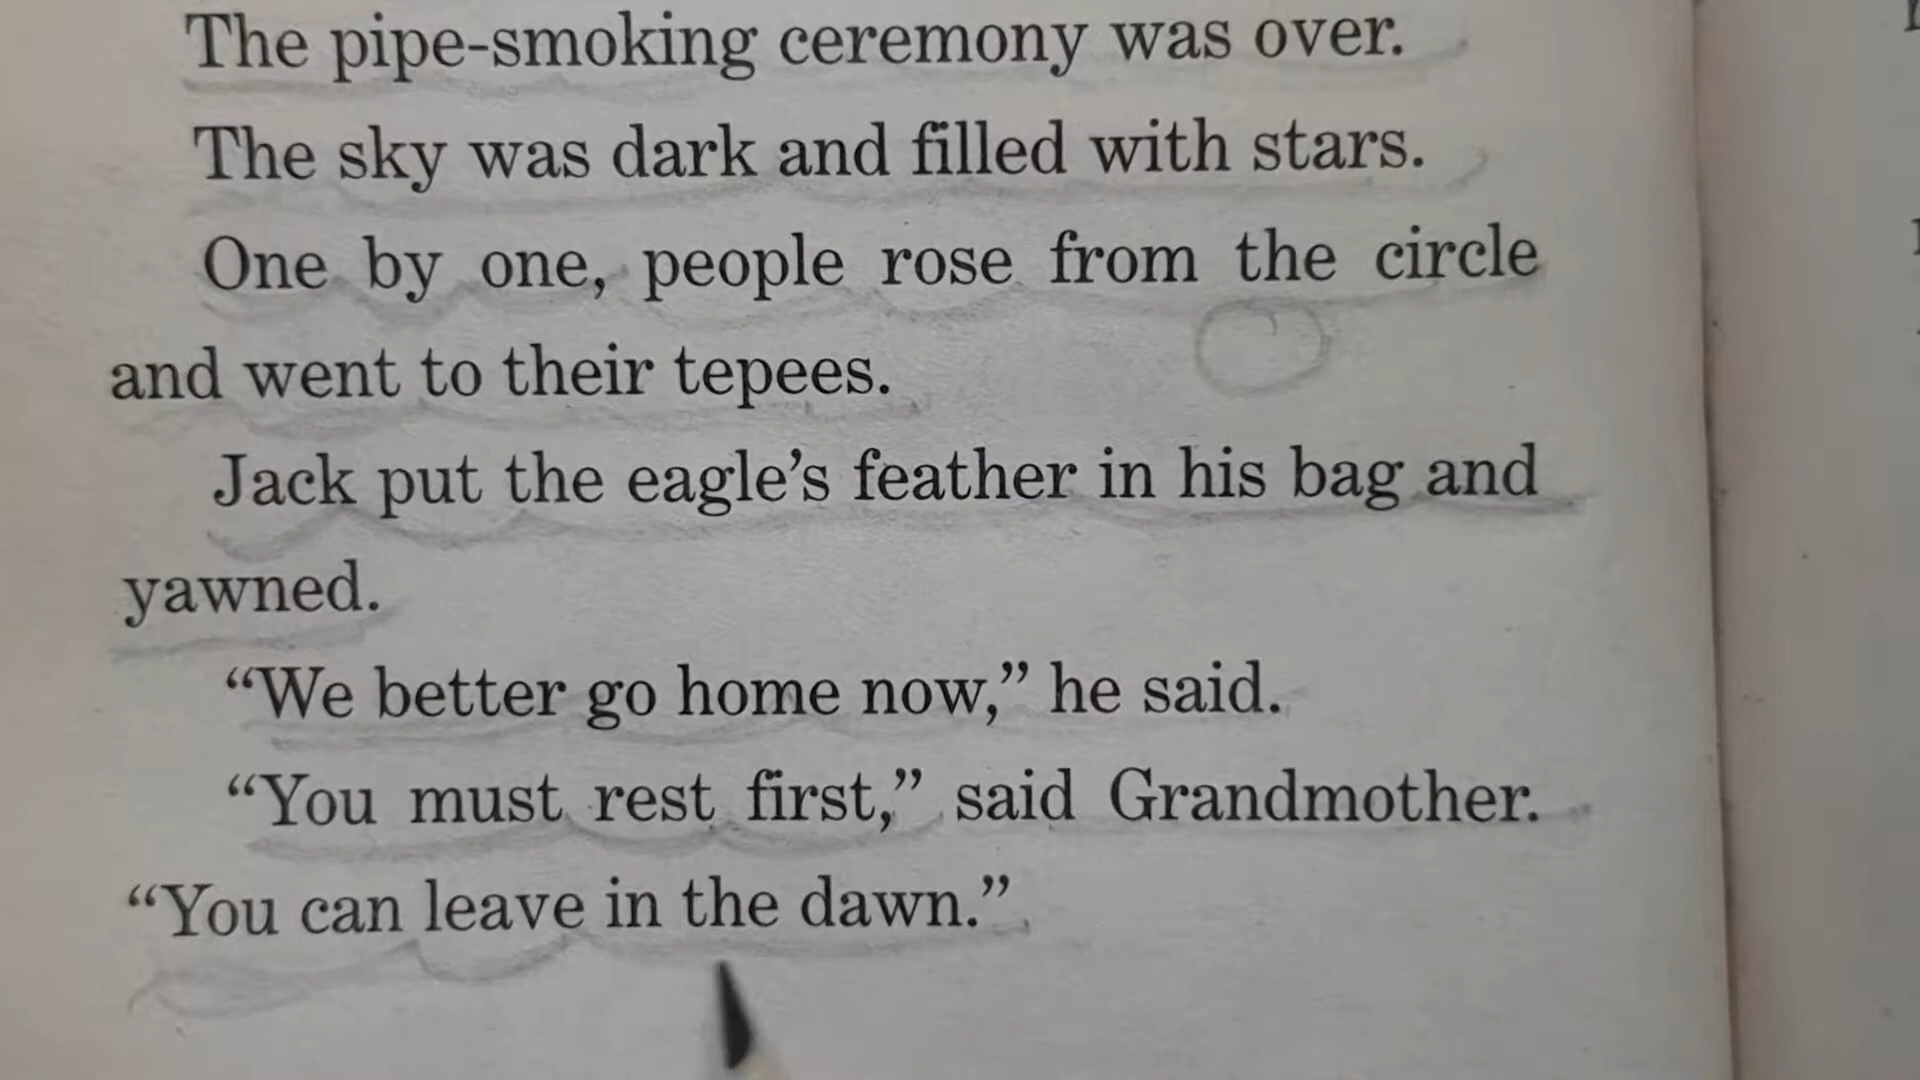 The pipe-smoking ceremony was over.
The sky was dark and filled with stars.
One by one, people rose from the circle
and went to their tepees.
Jack put the eagle’s feather in his bag and
yawned.
“We better go home now,” he said.
“You must rest first,” said Grandmother.
“You can leave in the dawn.”